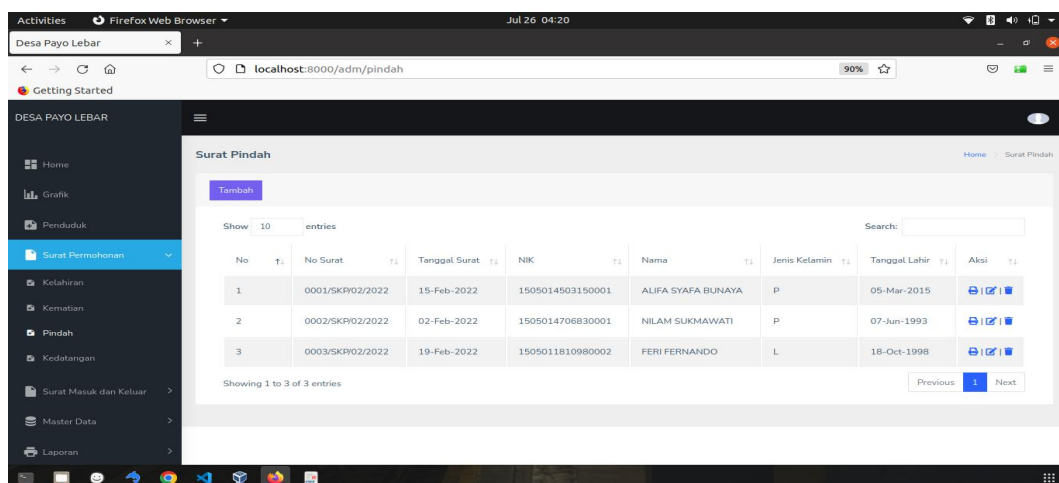 Activities Firefox Web Browser Jul 26 04:20
Desa Payo Lebar × +
localhost:8000/adm/pindah 90%
Getting Started
DESA PAYO LEBAR
Surat Pindah Home > Surat Pindah
Home
Grafik
Penduduk
Surat Permohonan
Kelahiran
Kematian
Pindah
Kedatangan
Surat Masuk dan Keluar >
Master Data >
Laporan >
Tambah
Show 10 entries Search:
No No Surat Tanggal Surat NIK Nama Jenis Kelamin Tanggal Lahir Aksi
1 0001/SKP/02/2022 15-Feb-2022 1505014503150001 ALIFA SYAFA BUNAYA P 05-Mar-2015 | |
2 0002/SKP/02/2022 02-Feb-2022 1505014706830001 NILAM SUKMAWATI P 07-Jun-1993 | |
3 0003/SKP/02/2022 19-Feb-2022 1505011810980002 FERI FERNANDO L 18-Oct-1998 | |
Showing 1 to 3 of 3 entries Previous 1 Next